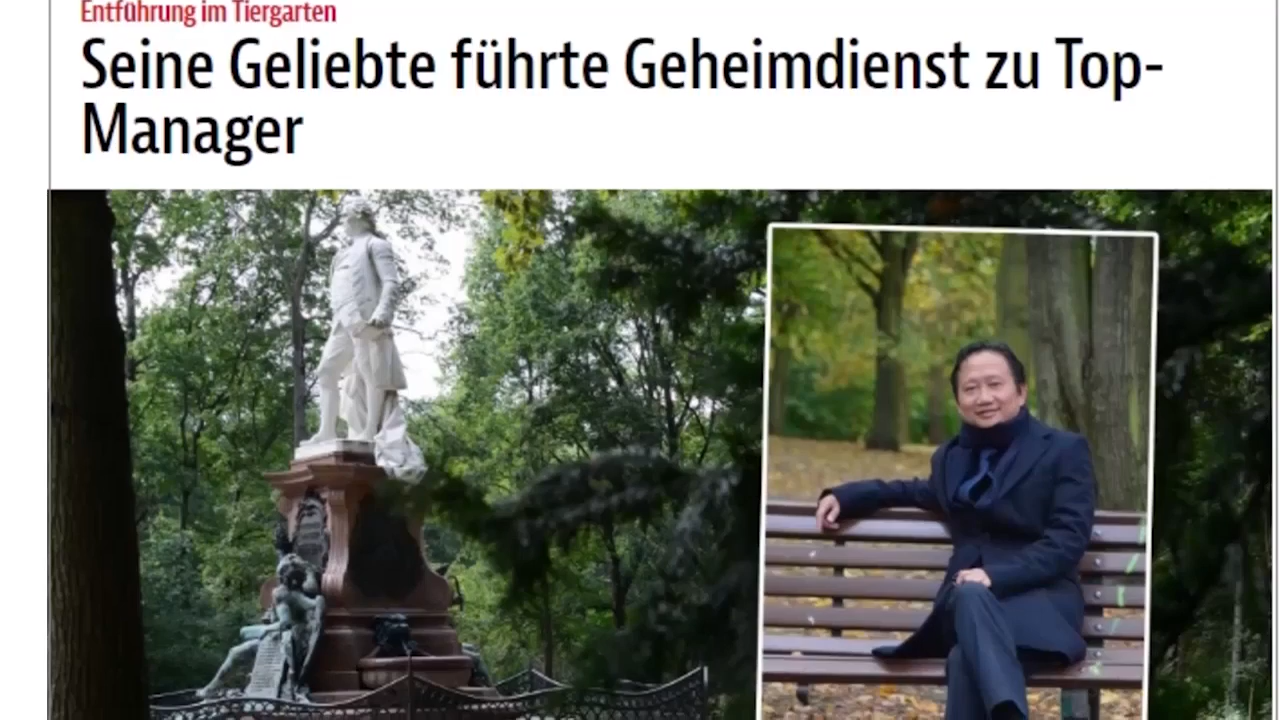 Entführung im Tiergarten
Seine Geliebte führte Geheimdienst zu Top-
Manager